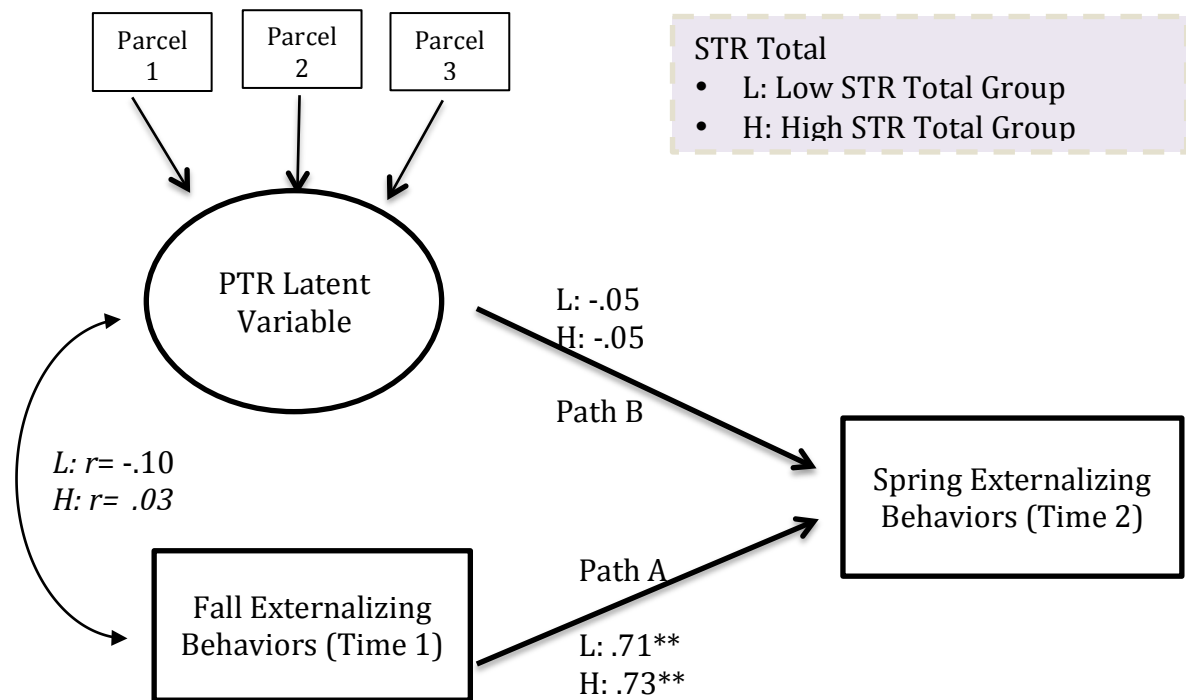 Parcel
1
Parcel
2
Parcel
3
STR Total
• L: Low STR Total Group
• H: High STR Total Group
PTR Latent
Variable
L: -.05
H: -.05
Path B
L: r= -.10
H: r= .03
Spring Externalizing
Behaviors (Time 2)
Path A
Fall Externalizing
Behaviors (Time 1)
L: .71**
H: .73**